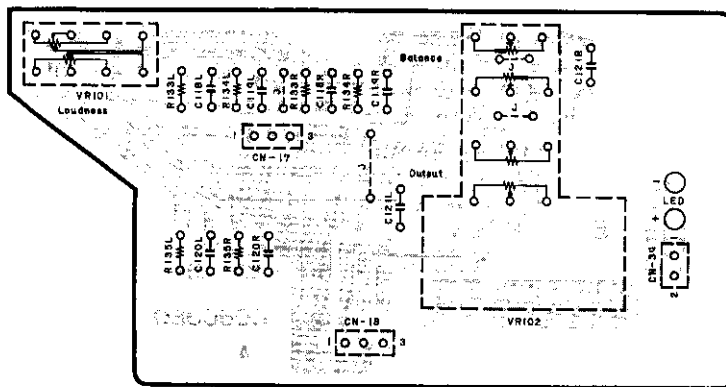 VR101
Loudness
R133L
C118L
R134L
C119L
J
R133R
C118R
R134R
C119R
1 3
CN-17
J
Balance
J
J
Output
C121L
C121R
VR102
-
LED
+
CN-34
2
R135L
C120L
R135R
C120R
CN-18
1 3